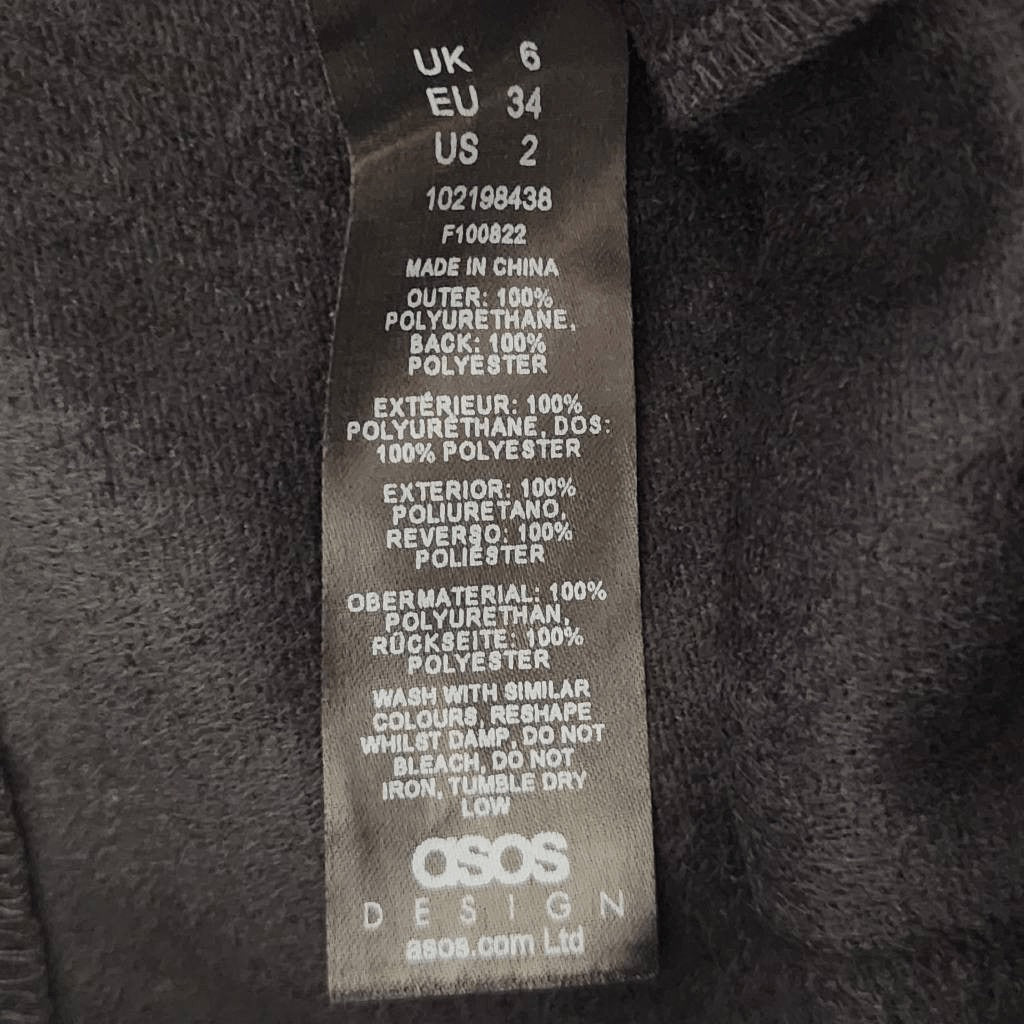 UK 6
EU 34
US 2
102198438
F100822
MADE IN CHINA
OUTER: 100%
POLYURETHANE,
BACK: 100%
POLYESTER
EXTÉRIEUR: 100%
POLYURÉTHANE, DOS:
100% POLYESTER
EXTERIOR: 100%
POLIURETANO,
REVERSO: 100%
POLIÉSTER
OBERMATERIAL: 100%
POLYURETHAN,
RÜCKSEITE: 100%
POLYESTER
WASH WITH SIMILAR
COLOURS, RESHAPE
WHILST DAMP, DO NOT
BLEACH, DO NOT
IRON, TUMBLE DRY
LOW
asos
DESIGN
asos.com Ltd